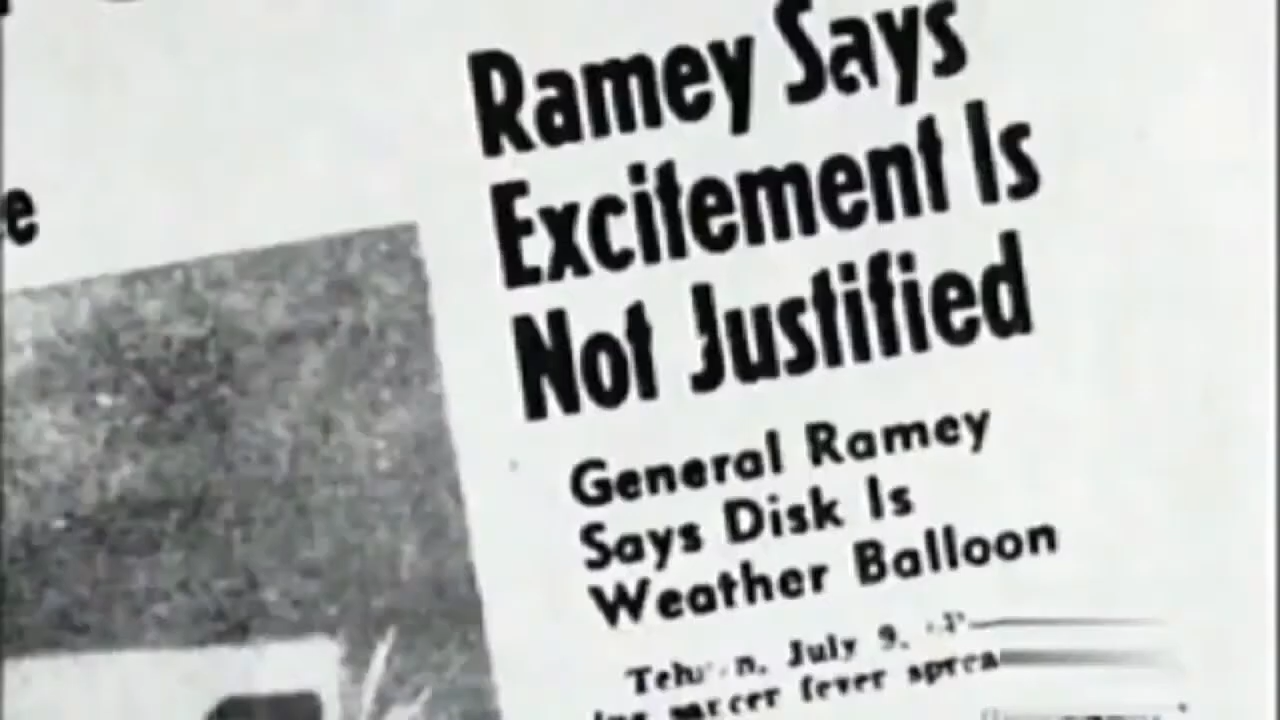 e
Ramey Says
Excitement Is
Not Justified
General Ramey
Says Disk Is
Weather Balloon
July 9.
fever